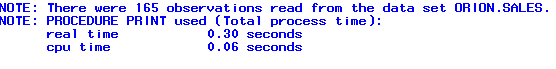 NOTE: There were 165 observations read from the data set ORION.SALES.
NOTE: PROCEDURE PRINT used (Total process time):
real time 0.30 seconds
cpu time 0.06 seconds